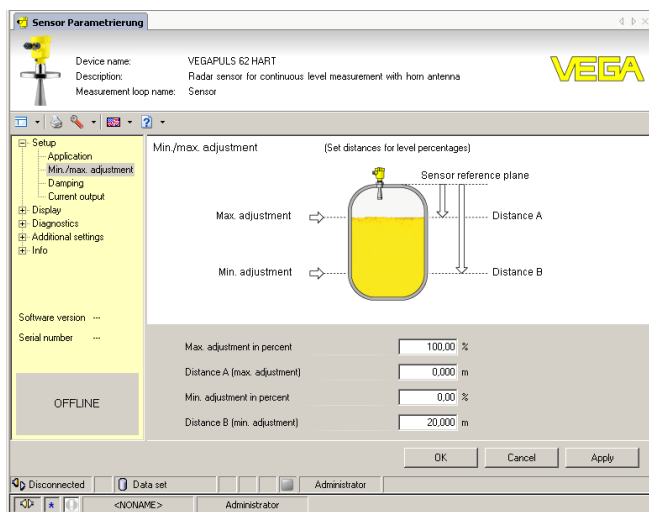 Sensor Parametrierung
Device name: VEGAPULS 62 HART
Description: Radar sensor for continuous level measurement with horn antenna
Measurement loop name: Sensor
VEGA
Setup
Application
Min./max. adjustment
Damping
Current output
Display
Diagnostics
Additional settings
Info
Software version ---
Serial number ---
OFFLINE
Min./max. adjustment (Set distances for level percentages)
Sensor reference plane
Max. adjustment Distance A
Min. adjustment Distance B
Max. adjustment in percent 100,00 %
Distance A (max. adjustment) 0,000 m
Min. adjustment in percent 0,00 %
Distance B (min. adjustment) 20,000 m
OK Cancel Apply
Disconnected Data set Administrator
<NONAME> Administrator